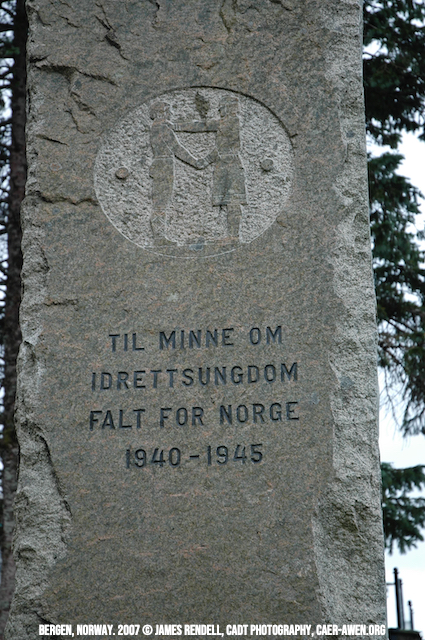 TIL MINNE OM
IDRETTSUNGDOM
FALT FOR NORGE
1940-1945
BERGEN, NORWAY. 2007 © JAMES RENDELL, CADT PHOTOGRAPHY, CAER-AWEN.ORG